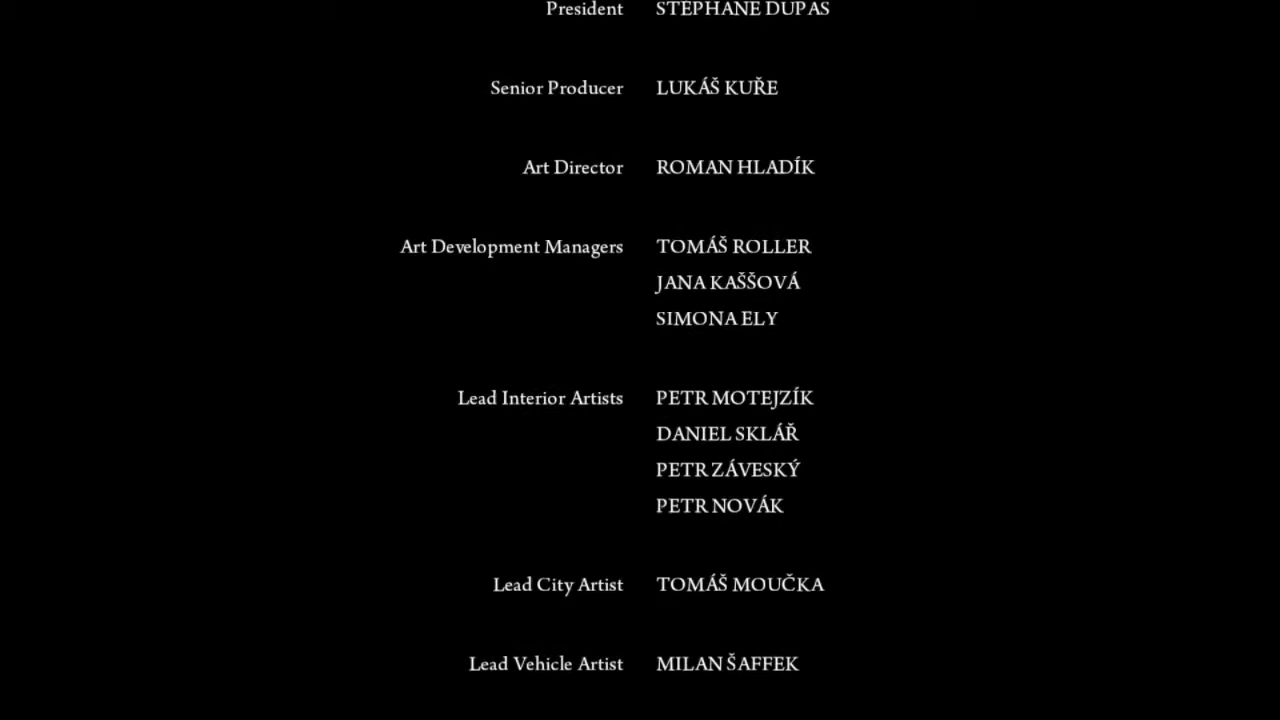 President STEPHANE DUPAS
Senior Producer LUKÁŠ KUŘE
Art Director ROMAN HLADÍK
Art Development Managers TOMÁŠ ROLLER
JANA KAŠŠOVÁ
SIMONA ELY
Lead Interior Artists PETR MOTEJZÍK
DANIEL SKLÁŘ
PETR ZÁVESKÝ
PETR NOVÁK
Lead City Artist TOMÁŠ MOUČKA
Lead Vehicle Artist MILAN ŠAFFEK